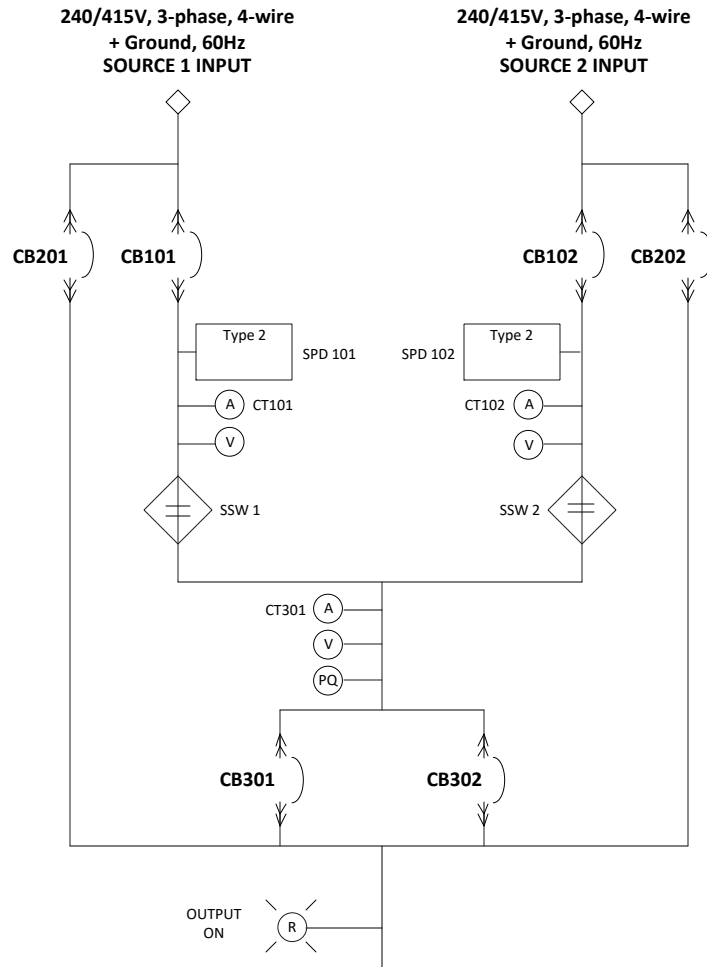 240/415V, 3-phase, 4-wire
+ Ground, 60Hz
SOURCE 1 INPUT
240/415V, 3-phase, 4-wire
+ Ground, 60Hz
SOURCE 2 INPUT
CB201
CB101
CB102
CB202
Type 2
SPD 101
SPD 102
Type 2
A
CT101
CT102
A
V
V
SSW 1
SSW 2
CT301
A
V
PQ
CB301
CB302
OUTPUT
ON
R